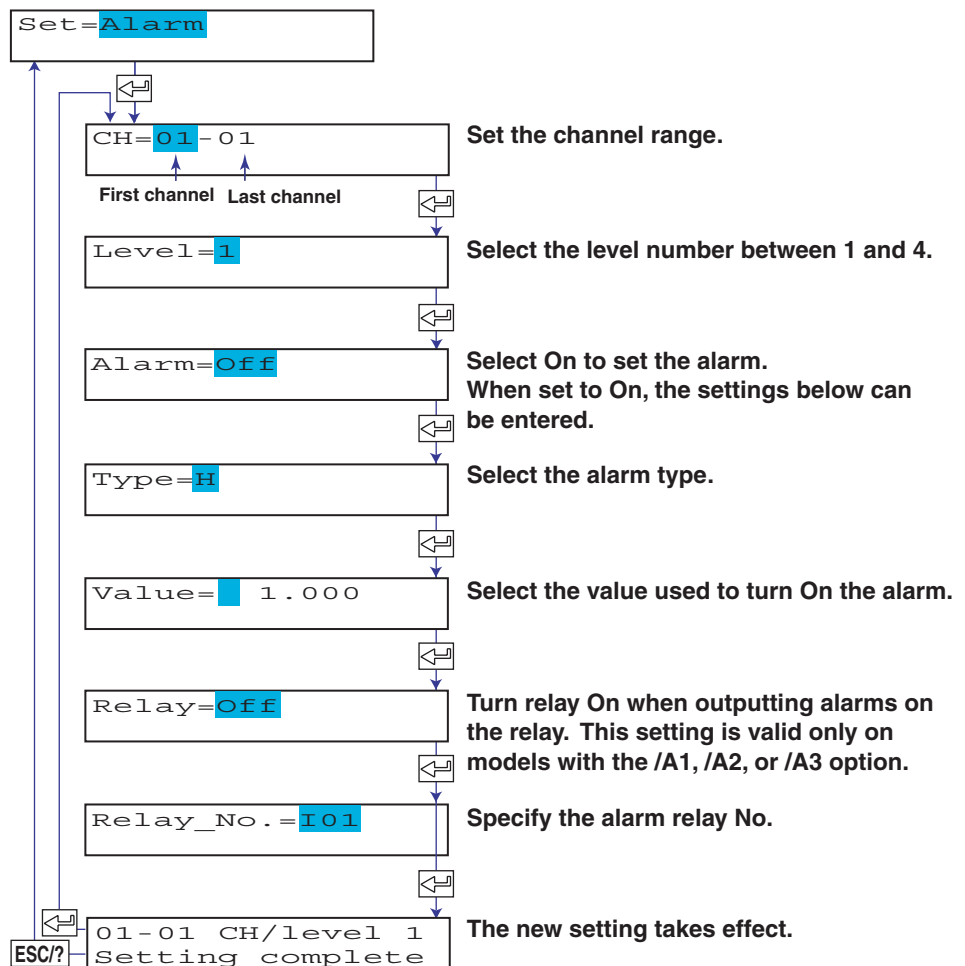 Set=Alarm
CH=01-01
Set the channel range.
First channel Last channel
Level=1
Select the level number between 1 and 4.
Alarm=Off
Select On to set the alarm.
When set to On, the settings below can
be entered.
Type=H
Select the alarm type.
Value=  1.000
Select the value used to turn On the alarm.
Relay=Off
Turn relay On when outputting alarms on
the relay. This setting is valid only on
models with the /A1, /A2, or /A3 option.
Relay_No.=I01
Specify the alarm relay No.
01-01 CH/level 1
The new setting takes effect.
ESC/?
Setting complete